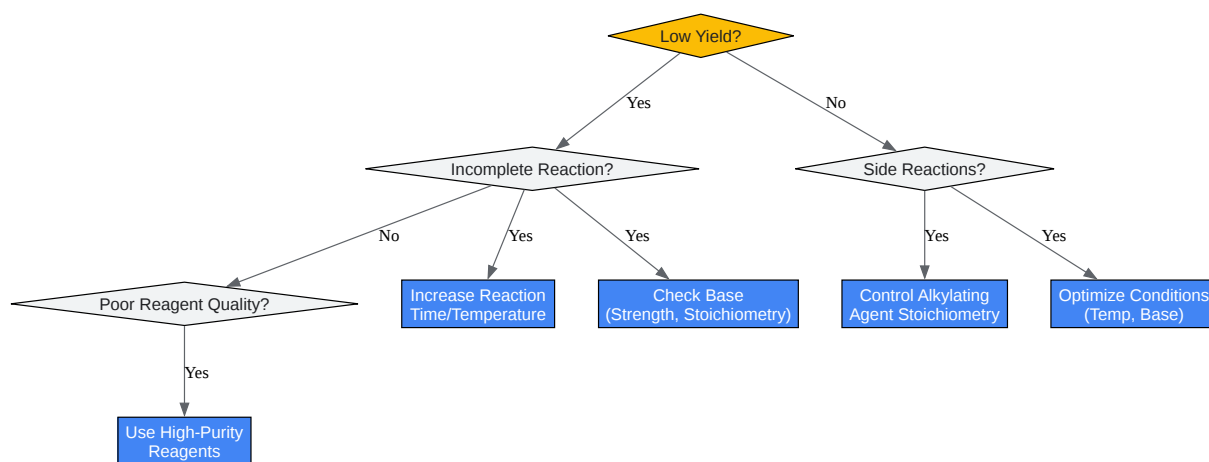 Low Yield?
Yes
No
Incomplete Reaction?
Side Reactions?
No
Yes
Yes
Yes
Yes
Poor Reagent Quality?
Increase Reaction
Time/Temperature
Check Base
(Strength, Stoichiometry)
Control Alkylating
Agent Stoichiometry
Optimize Conditions
(Temp, Base)
Yes
Use High-Purity
Reagents